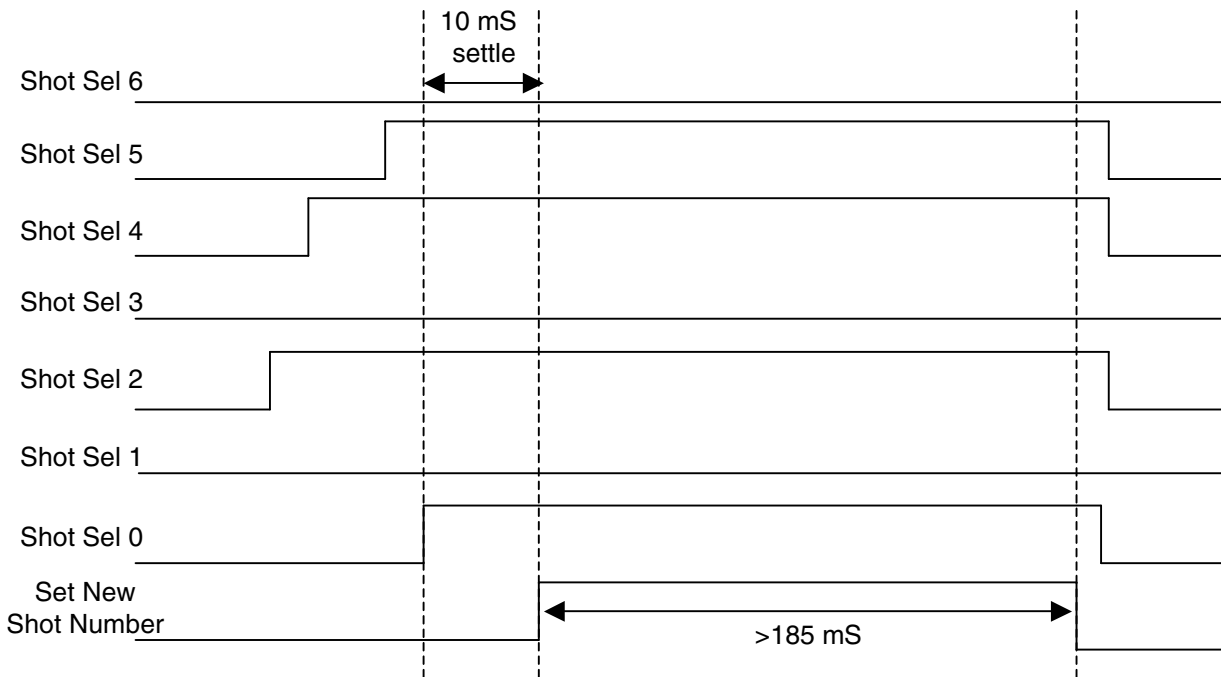 10 mS
settle
Shot Sel 6
Shot Sel 5
Shot Sel 4
Shot Sel 3
Shot Sel 2
Shot Sel 1
Shot Sel 0
Set New
Shot Number
>185 mS